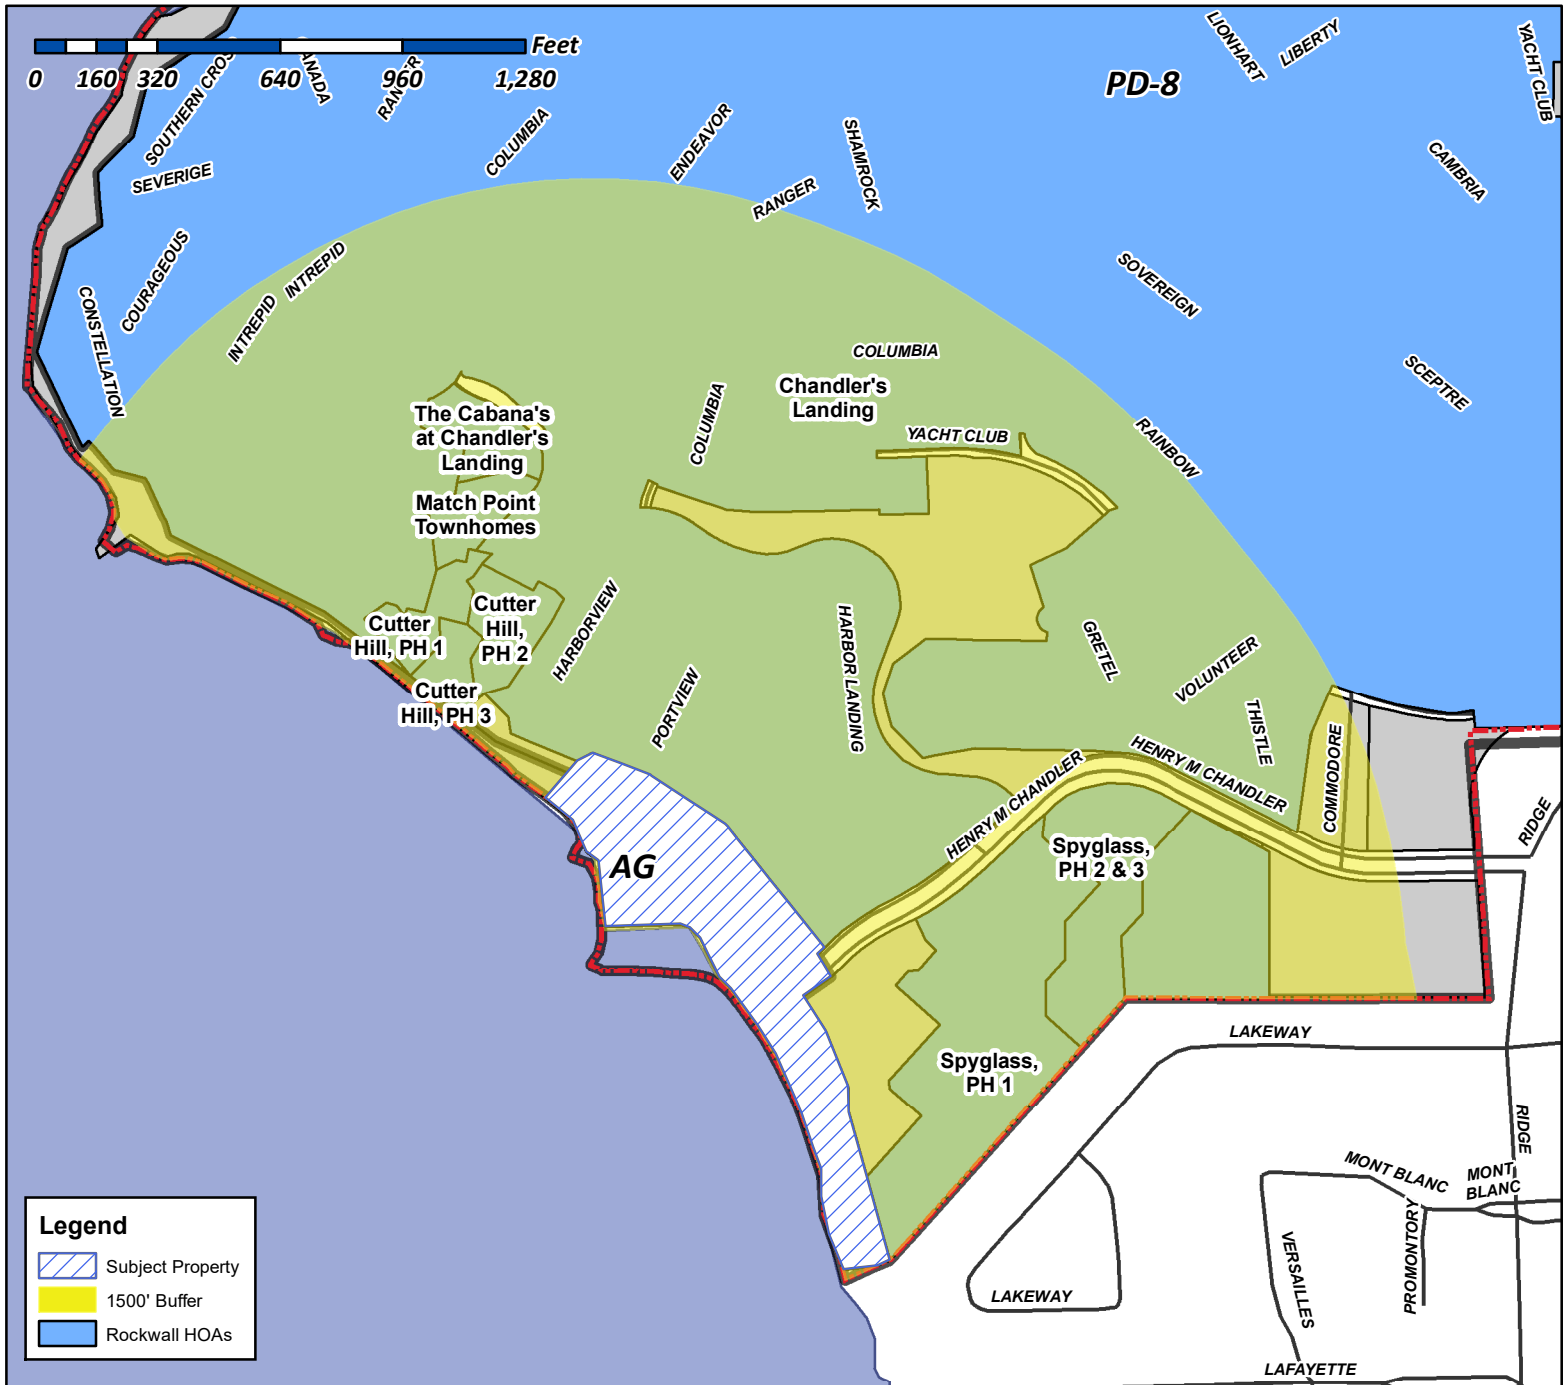 Feet
0 160 320 640 960 1,280
SOUTHERN CROSS
RANGER
COLUMBIA
ENDEAVOR
SHAMROCK
PD-8
LIONHART
LIBERTY
YACHT CLUB
CAMBRIA
SEVERIGE
RANGER
COURAGEOUS
INTREPID
INTREPID
CONSTELLATION
SOVEREIGN
COLUMBIA
SCEPTRE
Chandler's
Landing
The Cabana's
at Chandler's
Landing
COLUMBIA
YACHT CLUB
RAINBOW
Match Point
Townhomes
Cutter
Hill, PH 1
Cutter
Hill,
PH 2
HARBORVIEW
HARBOR LANDING
GRETEL
VOLUNTEER
Cutter
Hill, PH 3
PORTVIEW
THISTLE
COMMODORE
HENRY M CHANDLER
HENRY M CHANDLER
RIDGE
AG
Spyglass,
PH 2 & 3
Spyglass,
PH 1
LAKEWAY
RIDGE
MONT BLANC
MONT
BLANC
PROMONTORY
VERSAILLES
LAKEWAY
LAFAYETTE
Legend
Subject Property
1500' Buffer
Rockwall HOAs